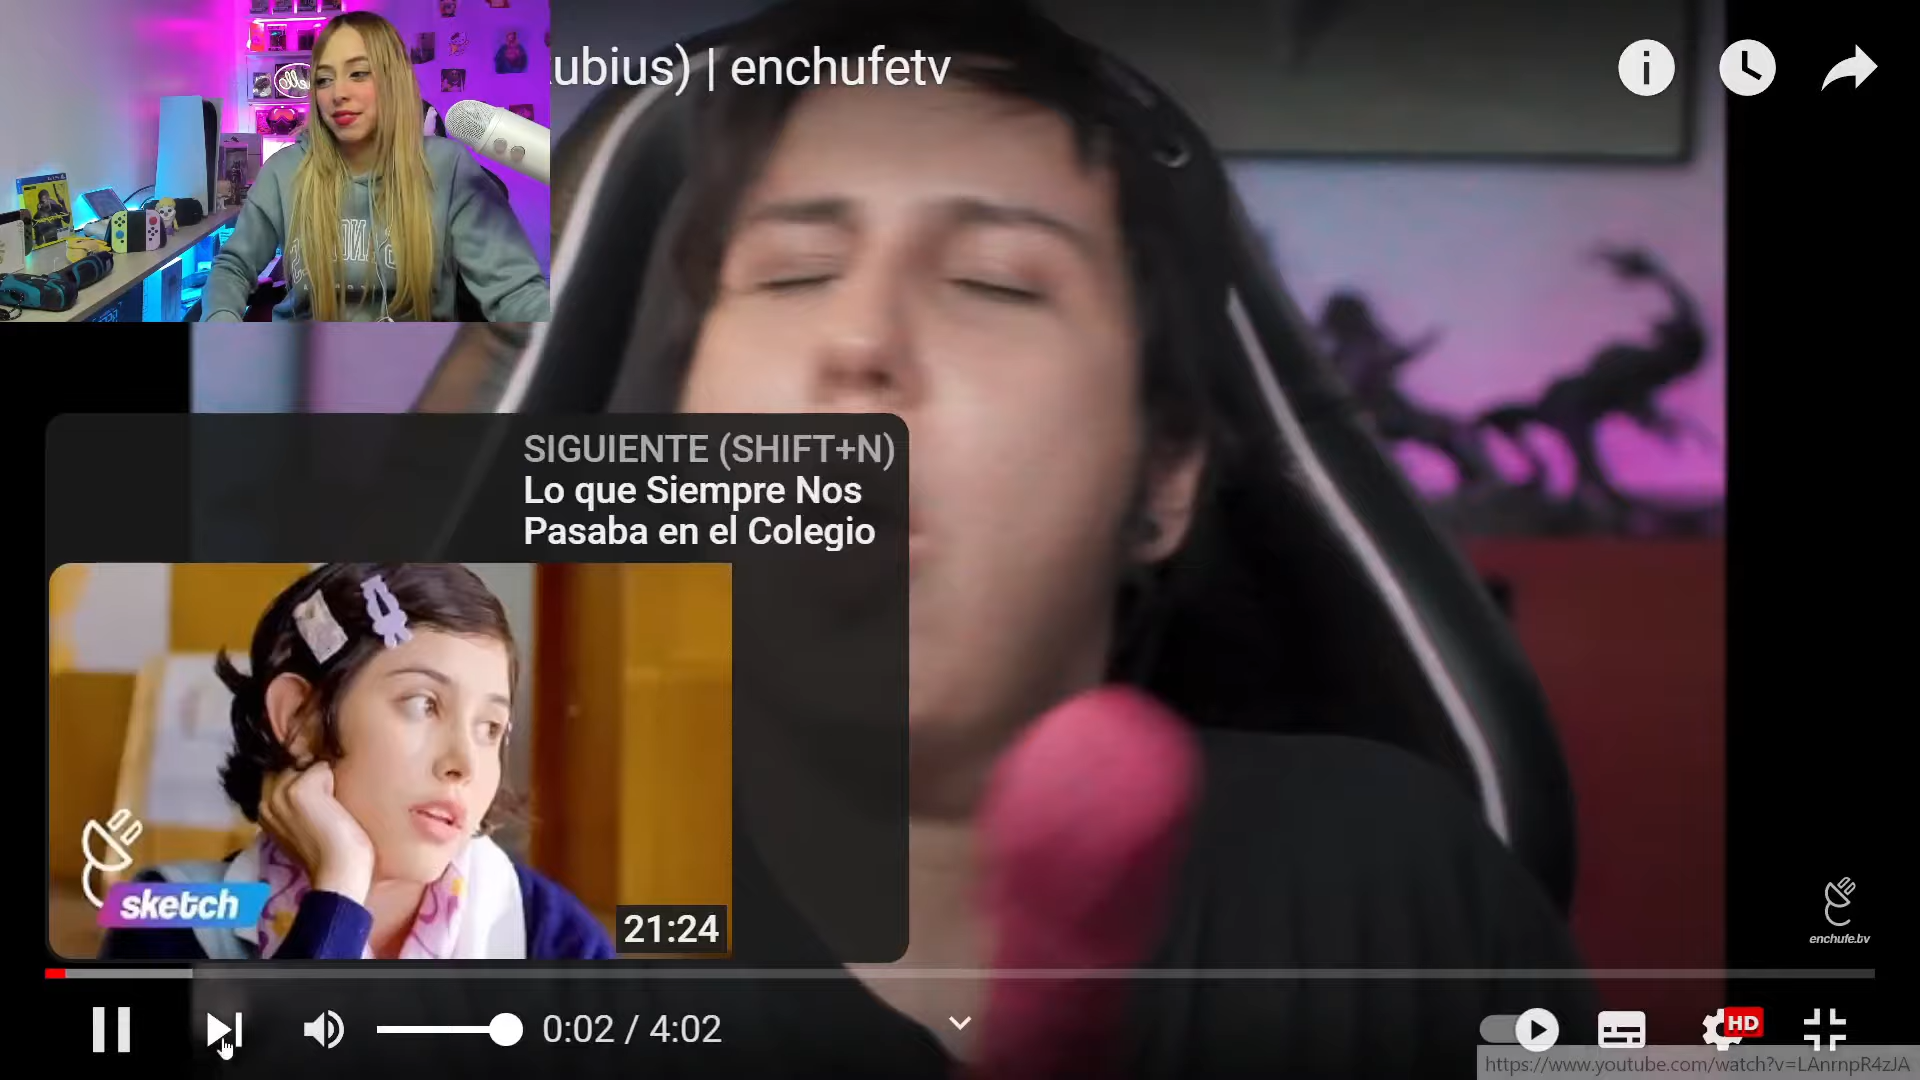 ubius) | enchufetv
SIGUIENTE (SHIFT+N)
Lo que Siempre Nos
Pasaba en el Colegio
sketch
21:24
enchufe.tv
0:02 / 4:02
HD
https://www.youtube.com/watch?v=LAnrnpR4zJA